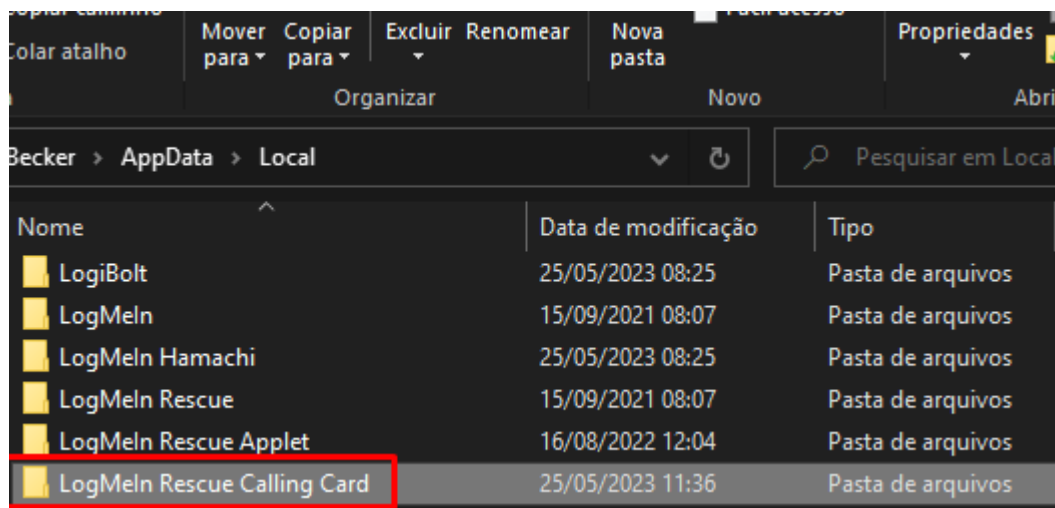 Colar atalho
Mover para
Copiar para
Excluir
Renomear
Nova pasta
Propriedades
Organizar
Novo
Abri
Becker > AppData > Local
Pesquisar em Local
Nome
Data de modificação
Tipo
LogiBolt 25/05/2023 08:25 Pasta de arquivos
LogMeIn 15/09/2021 08:07 Pasta de arquivos
LogMeIn Hamachi 25/05/2023 08:25 Pasta de arquivos
LogMeIn Rescue 15/09/2021 08:07 Pasta de arquivos
LogMeIn Rescue Applet 16/08/2022 12:04 Pasta de arquivos
LogMeIn Rescue Calling Card 25/05/2023 11:36 Pasta de arquivos